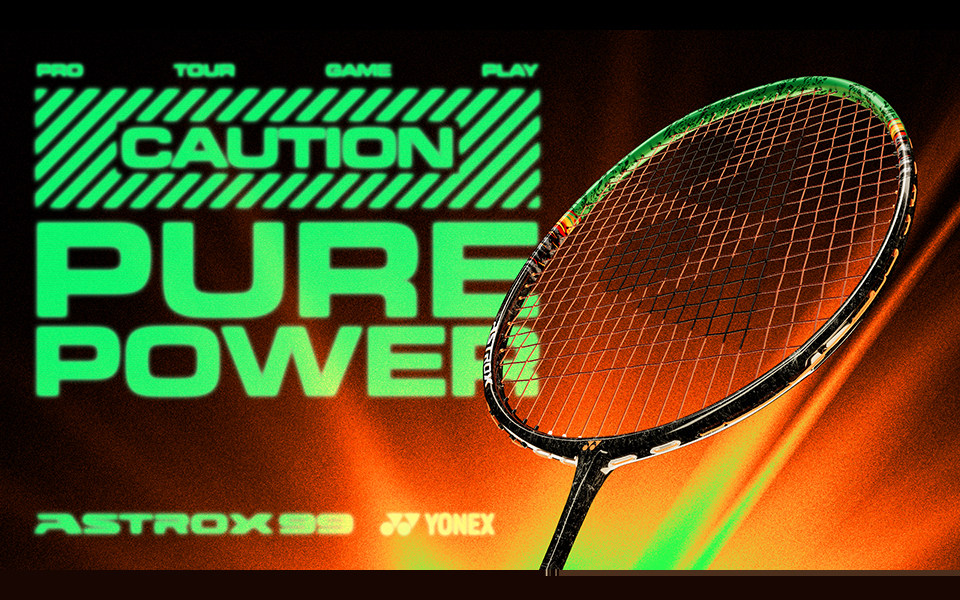 PRO TOUR GAME PLAY
CAUTION
PURE
POWER
ASTROX 99 YONEX